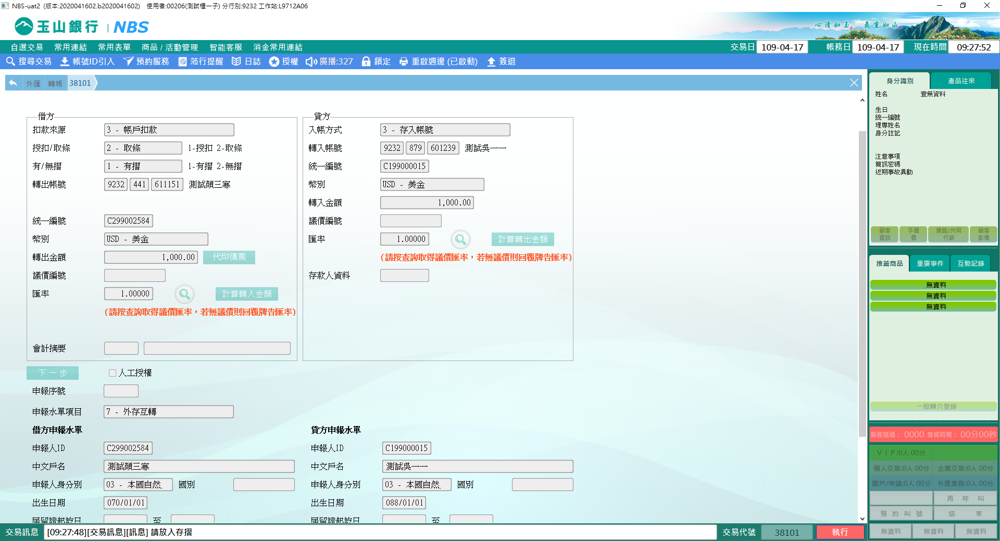 NBS-uat2 (版本:2020041602.b2020041602) 使用者:00206(測試櫃一子) 分行別:9232 工作站:L9712A06
玉山銀行 | NBS
心清如玉 義重如山
自選交易 常用連結 常用表單 商品 / 活動管理 智能客服 消金常用連結 交易日 109-04-17 帳務日 109-04-17 現在時間 09:27:52
搜尋交易 帳號ID引入 預約服務 蒞行提醒 日誌 授權 廣播:327 鎖定 重啟週邊 (已啟動) 簽退
外匯 轉帳 38101
借方
扣款來源 3 - 帳戶扣款
授扣/取條 2 - 取條 1-授扣 2-取條
有/無摺 1 - 有摺 1-有摺 2-無摺
轉出帳號 9232 441 611151 測試顏三寒
統一編號 C299002584
幣別 USD - 美金
轉出金額 1,000.00 代印傳票
議價編號
匯率 1.00000 計算轉入金額
(請按查詢取得議價匯率，若無議價則回覆牌告匯率)
會計摘要
貸方
入帳方式 3 - 存入帳號
轉入帳號 9232 879 601239 測試吳一一
統一編號 C199000015
幣別 USD - 美金
轉入金額 1,000.00
議價編號
匯率 1.00000 計算轉出金額
(請按查詢取得議價匯率，若無議價則回覆牌告匯率)
存款人資料
下一步 人工授權
申報序號
申報水單項目 7 - 外存互轉
借方申報水單
申報人ID C299002584
中文戶名 測試顏三寒
申報人身分別 03 - 本國自然. 國別
出生日期 070/01/01
居留證起訖日 至
貸方申報水單
申報人ID C199000015
中文戶名 測試吳一一
申報人身分別 03 - 本國自然. 國別
出生日期 088/01/01
居留證起訖日 至
身分識別 產品往來
姓名 查無資料
生日
統一編號
理專姓名
身分註記
注意事項
簡訊密碼
近期事故異動
顧客資訊 手續費 通路/共同行銷 顧客影像
推薦商品 重要事件 互動記錄
無資料
無資料
無資料
一般轉介登錄
服務號碼： 0000 等候時間： 00分00秒
ＶＩＰ:0人 00分
個人交易:0人 00分 企業交易:0人 00分
開戶/申請:0人 00分 外匯業務:0人 00分
再 呼 叫
預 約 叫 號 結 束
無資料 無資料 無資料
交易訊息 [09:27:48][交易訊息][訊息] 請放入存摺 交易代號 38101 執行